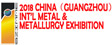 2018 CHINA (GUANGZHOU)
INT'L METAL &
METALLURGY EXHIBITION